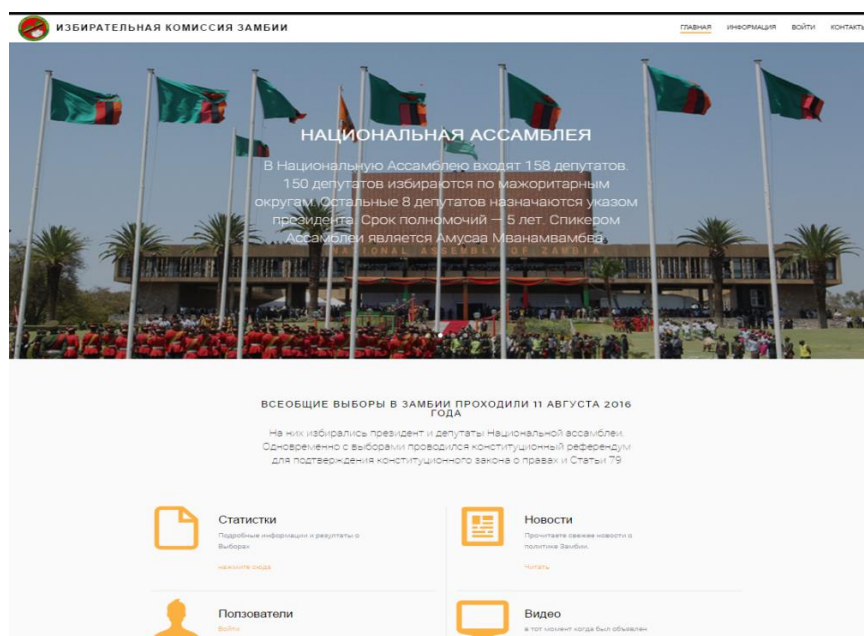 ИЗБИРАТЕЛЬНАЯ КОМИССИЯ ЗАМБИИ
ГЛАВНАЯ ИНФОРМАЦИЯ ВОЙТИ КОНТАКТЫ
НАЦИОНАЛЬНАЯ АССАМБЛЕЯ
В Национальную Ассамблею входят 158 депутатов.
150 депутатов избираются по мажоритарным
округам. Остальные 8 депутатов назначаются указом
президента. Срок полномочий — 5 лет. Спикером
Ассамблеи является Амусаа Мванамвамбва.
NATIONAL ASSEMBLY OF ZAMBIA
ВСЕОБЩИЕ ВЫБОРЫ В ЗАМБИИ ПРОХОДИЛИ 11 АВГУСТА 2016
ГОДА
На них избирались президент и депутаты Национальной ассамблеи.
Одновременно с выборами проводился конституционный референдум
для подтверждения конституционного закона о правах и Статьи 79
Статистки
Подробные информации и результаты о
Выборах
нажмите сюда
Новости
Прочитаете свежее новости о
политике Замбии.
Читать
Ползователи
Войти
Видео
в тот момент когда был объявлен